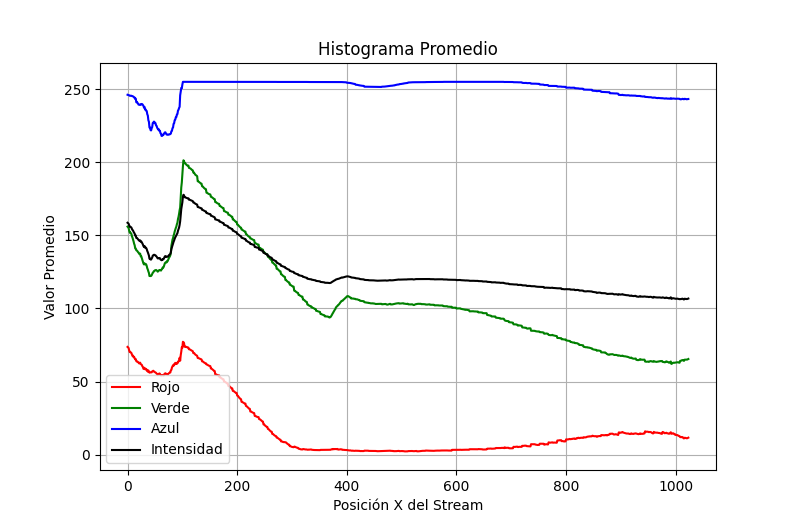 Histograma Promedio
Valor Promedio
250
200
150
100
50
0
Rojo
Verde
Azul
Intensidad
0 200 400 600 800 1000
Posición X del Stream